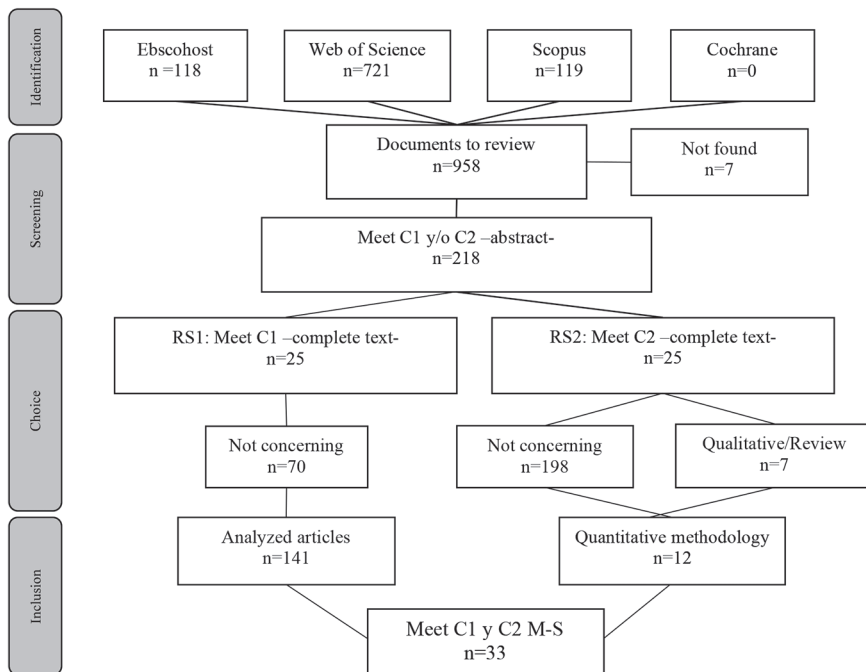 Identification
Ebscohost
n =118
Web of Science
n=721
Scopus
n=119
Cochrane
n=0
Screening
Documents to review
n=958
Not found
n=7
Meet C1 y/o C2 –abstract-
n=218
Choice
RS1: Meet C1 –complete text-
n=25
RS2: Meet C2 –complete text-
n=25
Not concerning
n=70
Not concerning
n=198
Qualitative/Review
n=7
Inclusion
Analyzed articles
n=141
Quantitative methodology
n=12
Meet C1 y C2 M-S
n=33